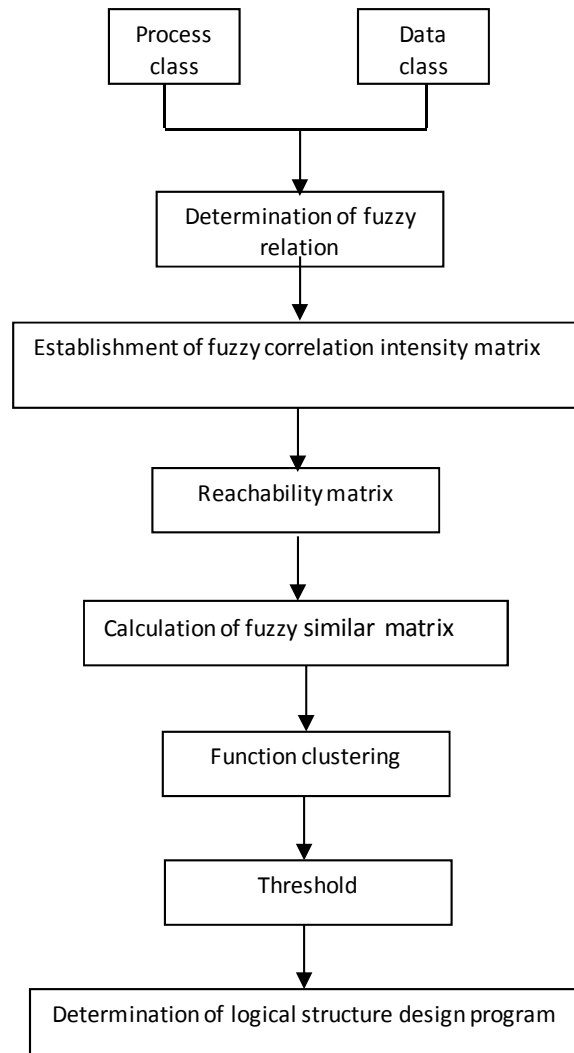 Process
class
Data
class
Determination of fuzzy
relation
Establishment of fuzzy correlation intensity matrix
Reachability matrix
Calculation of fuzzy similar matrix
Function clustering
Threshold
Determination of logical structure design program